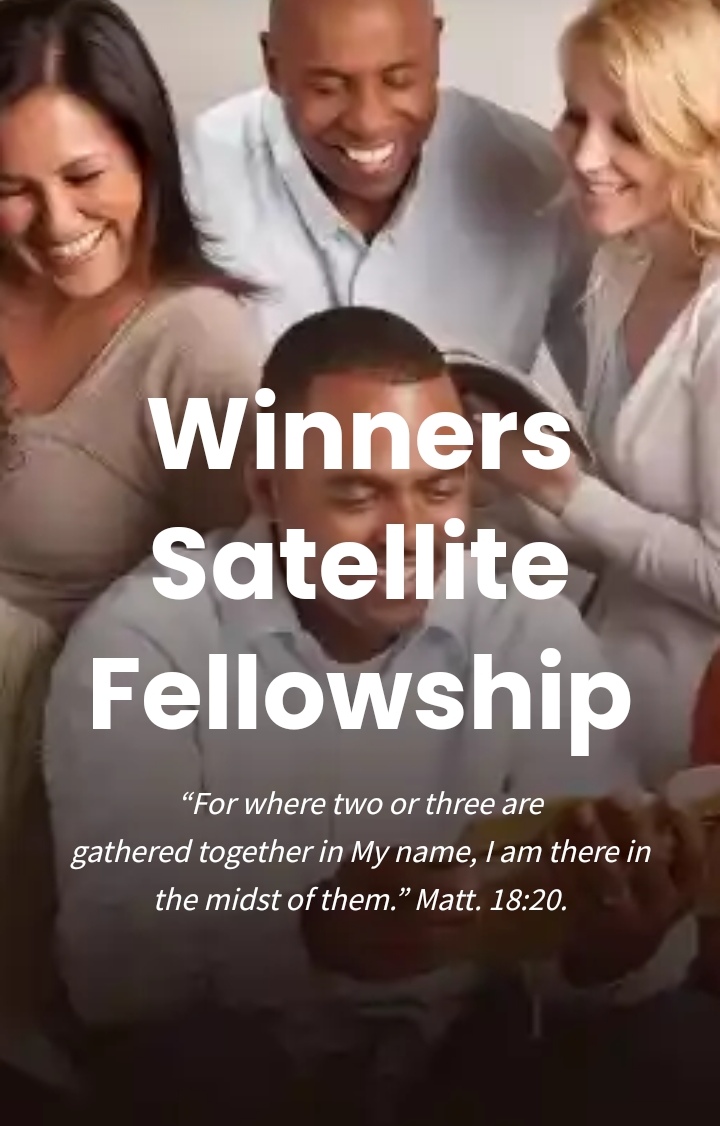 Winners
Satellite
Fellowship
“For where two or three are
gathered together in My name, I am there in
the midst of them.” Matt. 18:20.